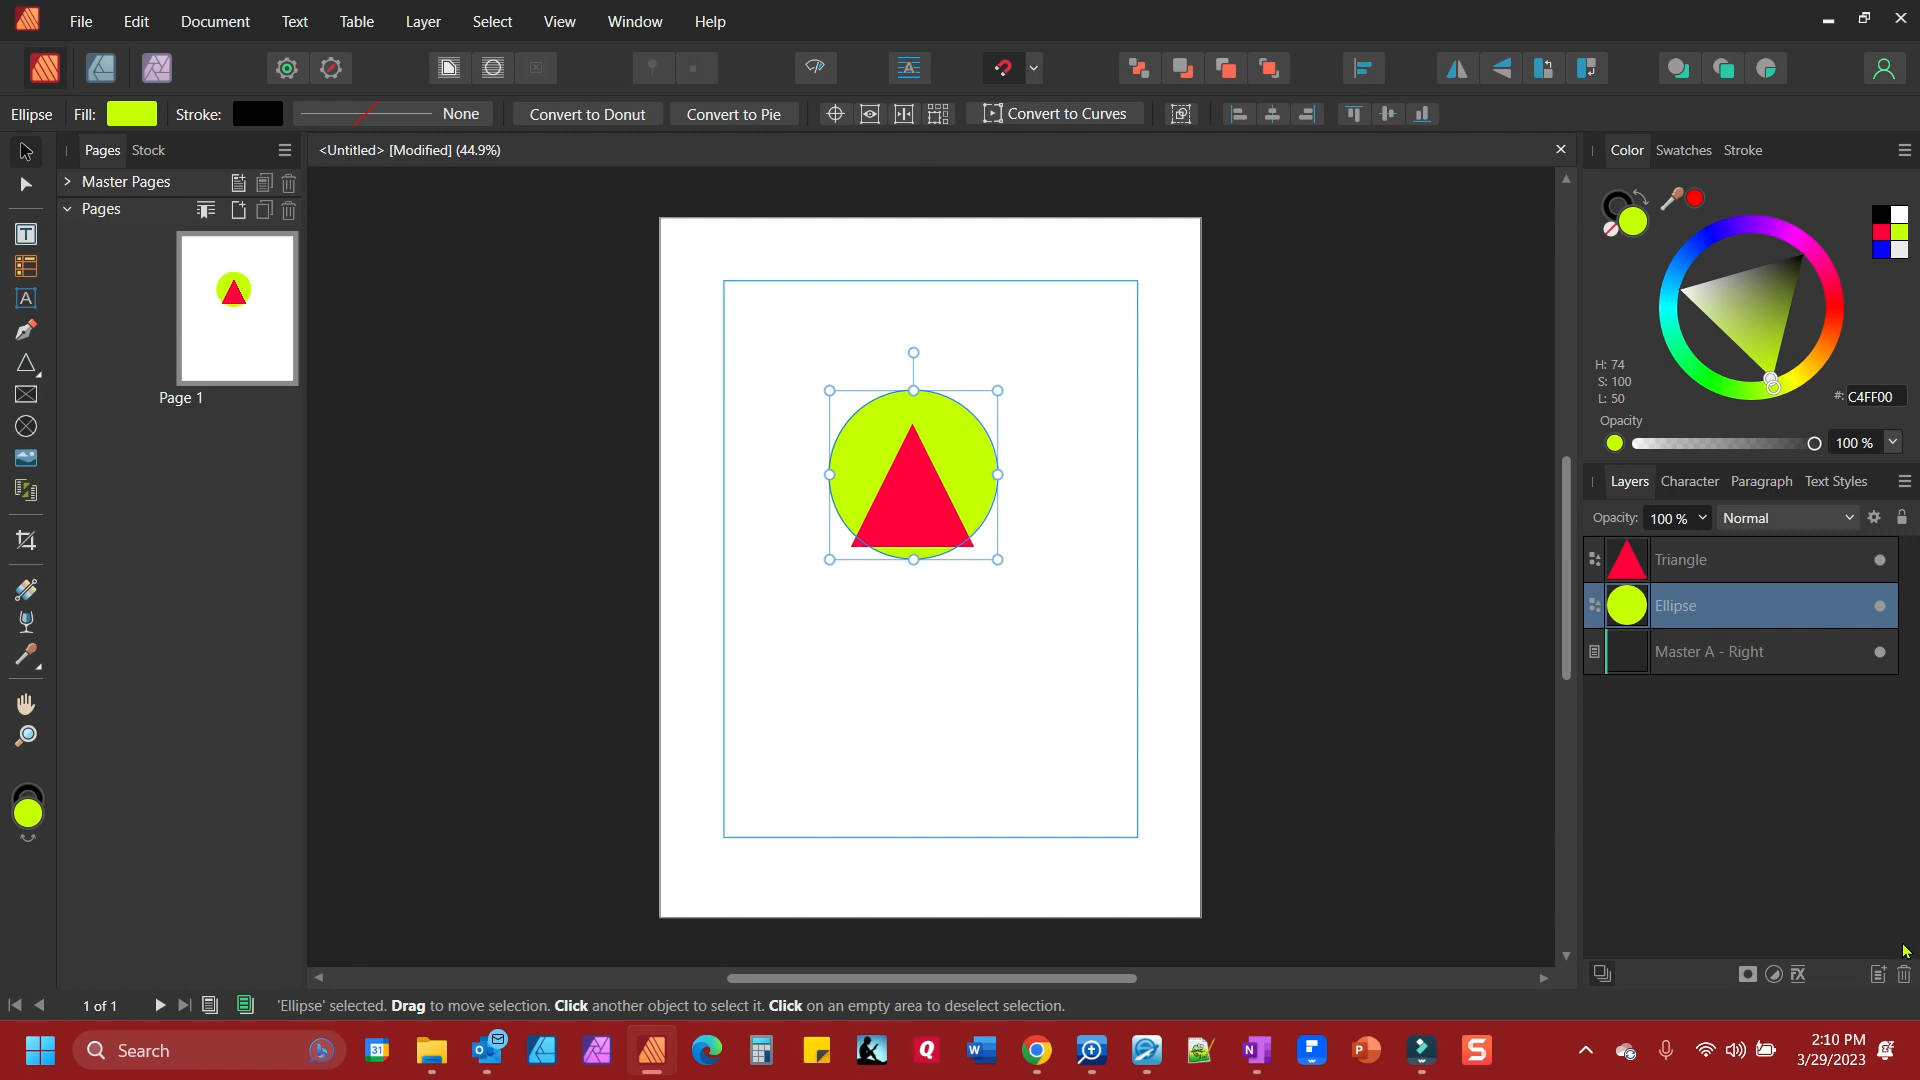 File Edit Document Text Table Layer Select View Window Help
Ellipse Fill: Stroke: None Convert to Donut Convert to Pie Convert to Curves
Pages Stock
<Untitled> [Modified] (44.9%)
Color Swatches Stroke
Master Pages
Pages
Page 1
H: 74
S: 100
L: 50
#: C4FF00
Opacity
100 %
Layers Character Paragraph Text Styles
Opacity: 100 % Normal
Triangle
Ellipse
Master A - Right
1 of 1 'Ellipse' selected. Drag to move selection. Click another object to select it. Click on an empty area to deselect selection.
Search
2:10 PM
3/29/2023